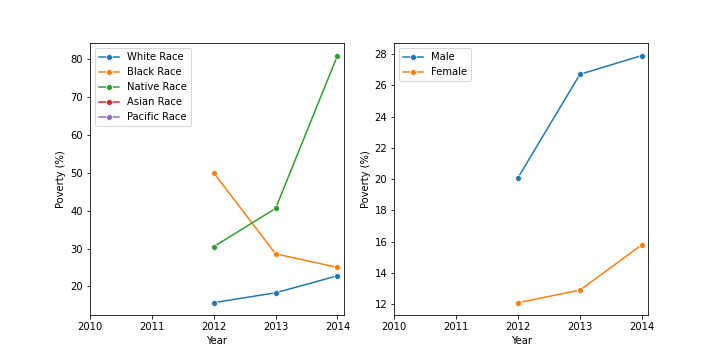 White Race
Black Race
Native Race
Asian Race
Pacific Race
80
70
60
50
40
30
20
Poverty (%)
2010 2011 2012 2013 2014
Year
Male
Female
28
26
24
22
20
18
16
14
12
Poverty (%)
2010 2011 2012 2013 2014
Year